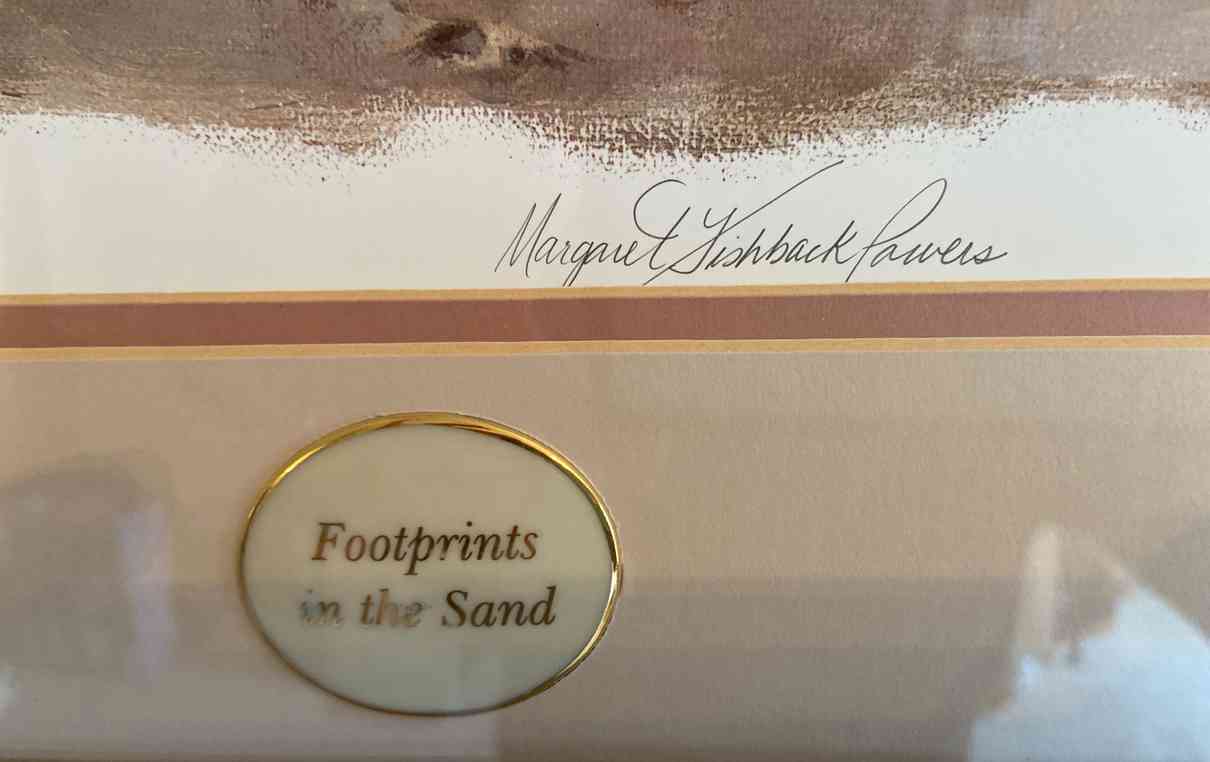 Margaret Fishback Powers
Footprints
in the Sand